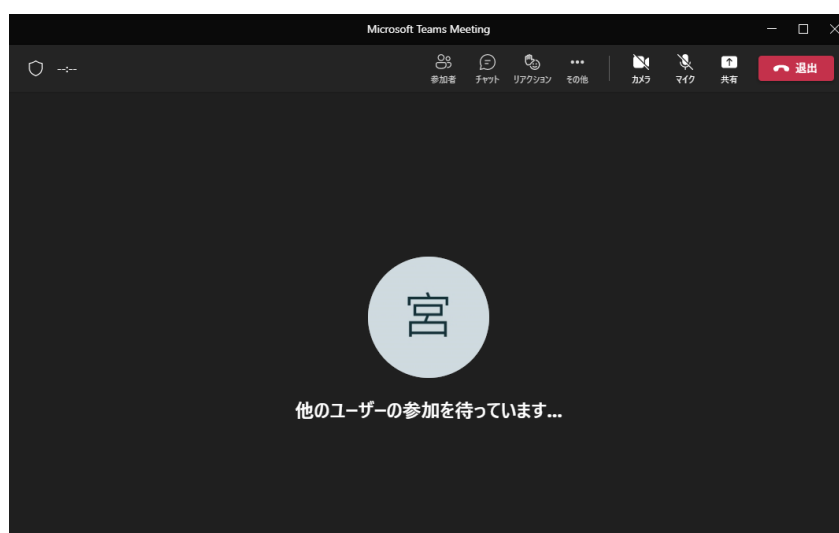 Microsoft Teams Meeting
--:--
参加者 チャット リアクション その他 カメラ マイク 共有 退出
宮
他のユーザーの参加を待っています...